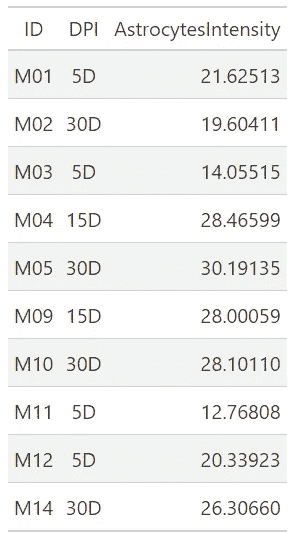 ID DPI AstrocytesIntensity
M01 5D 21.62513
M02 30D 19.60411
M03 5D 14.05515
M04 15D 28.46599
M05 30D 30.19135
M09 15D 28.00059
M10 30D 28.10110
M11 5D 12.76808
M12 5D 20.33923
M14 30D 26.30660